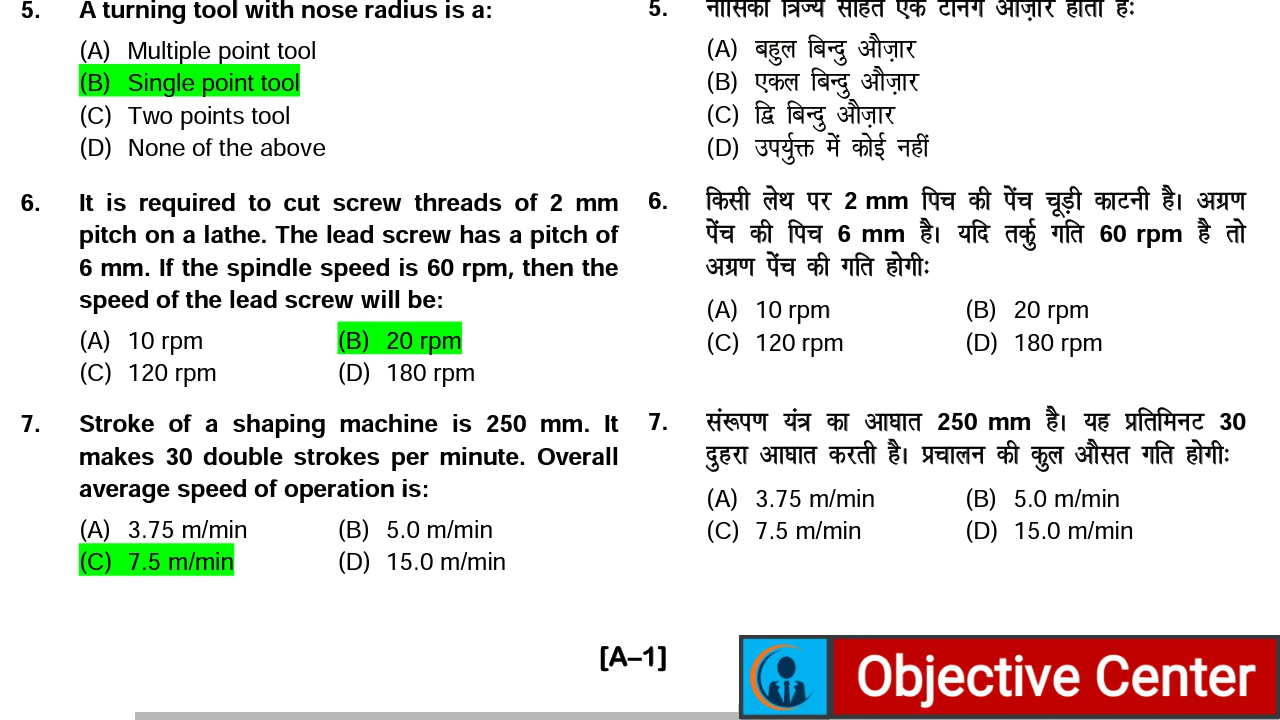 5. A turning tool with nose radius is a:
(A) Multiple point tool
(B) Single point tool
(C) Two points tool
(D) None of the above
6. It is required to cut screw threads of 2 mm
pitch on a lathe. The lead screw has a pitch of
6 mm. If the spindle speed is 60 rpm, then the
speed of the lead screw will be:
(A) 10 rpm (B) 20 rpm
(C) 120 rpm (D) 180 rpm
7. Stroke of a shaping machine is 250 mm. It
makes 30 double strokes per minute. Overall
average speed of operation is:
(A) 3.75 m/min (B) 5.0 m/min
(C) 7.5 m/min (D) 15.0 m/min
5. नासिका त्रिज्य सहित एक टर्निंग औज़ार होता है:
(A) बहुल बिन्दु औज़ार
(B) एकल बिन्दु औज़ार
(C) द्वि बिन्दु औज़ार
(D) उपर्युक्त में कोई नहीं
6. किसी लेथ पर 2 mm पिच की पेंच चूड़ी काटनी है। अग्रण
पेंच की पिच 6 mm है। यदि तर्कु गति 60 rpm है तो
अग्रण पेंच की गति होगीः
(A) 10 rpm (B) 20 rpm
(C) 120 rpm (D) 180 rpm
7. संरूपण यंत्र का आघात 250 mm है। यह प्रतिमिनट 30
दुहरा आघात करती है। प्रचालन की कुल औसत गति होगीः
(A) 3.75 m/min (B) 5.0 m/min
(C) 7.5 m/min (D) 15.0 m/min
[A–1]
Objective Center